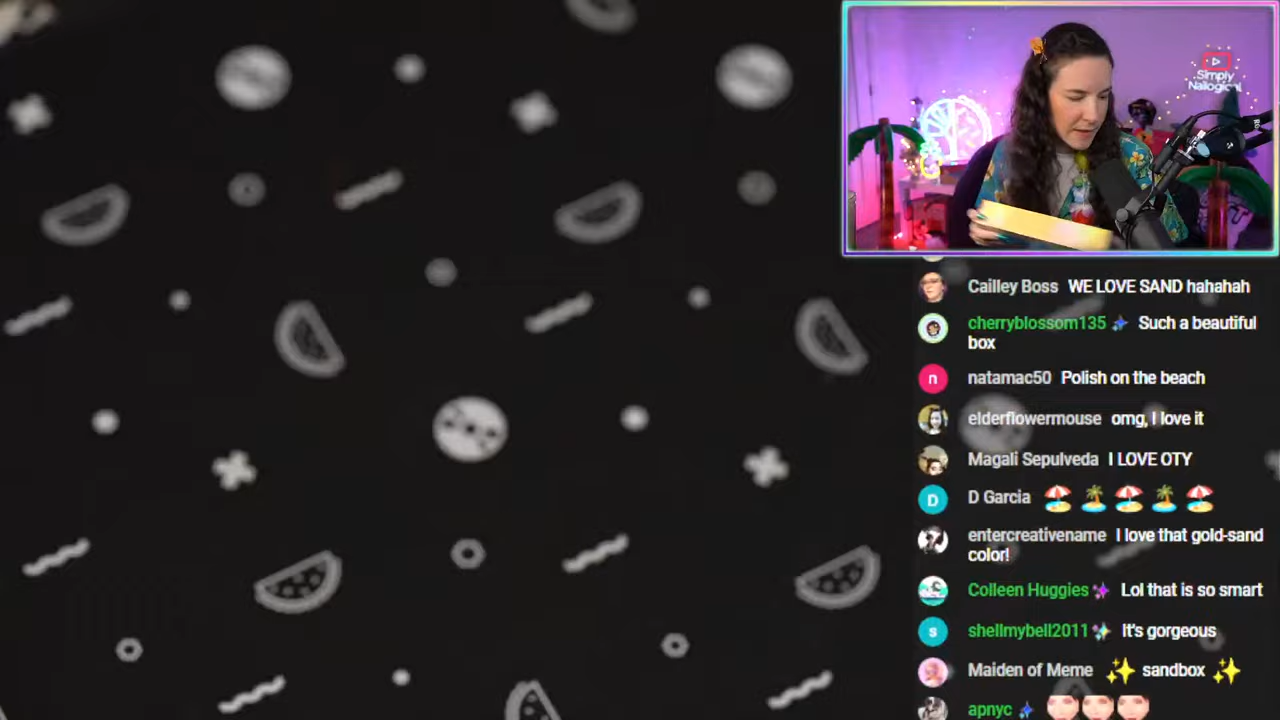 Simply
Nailogical
Cailley Boss WE LOVE SAND hahahah
cherryblossom135 Such a beautiful
box
natamac50 Polish on the beach
elderflowermouse omg, I love it
Magali Sepulveda I LOVE OTY
D Garcia
entercreativename I love that gold-sand
color!
Colleen Huggies Lol that is so smart
shellmybell2011 It's gorgeous
Maiden of Meme ✨ sandbox ✨
apnyc